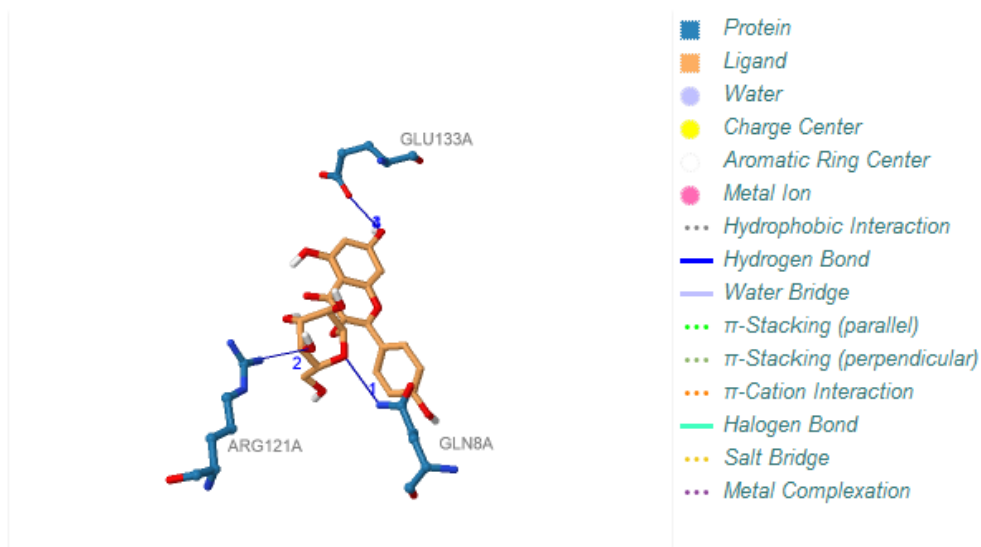 GLU133A
3
2
1
ARG121A
GLN8A
Protein
Ligand
Water
Charge Center
Aromatic Ring Center
Metal Ion
Hydrophobic Interaction
Hydrogen Bond
Water Bridge
π-Stacking (parallel)
π-Stacking (perpendicular)
π-Cation Interaction
Halogen Bond
Salt Bridge
Metal Complexation